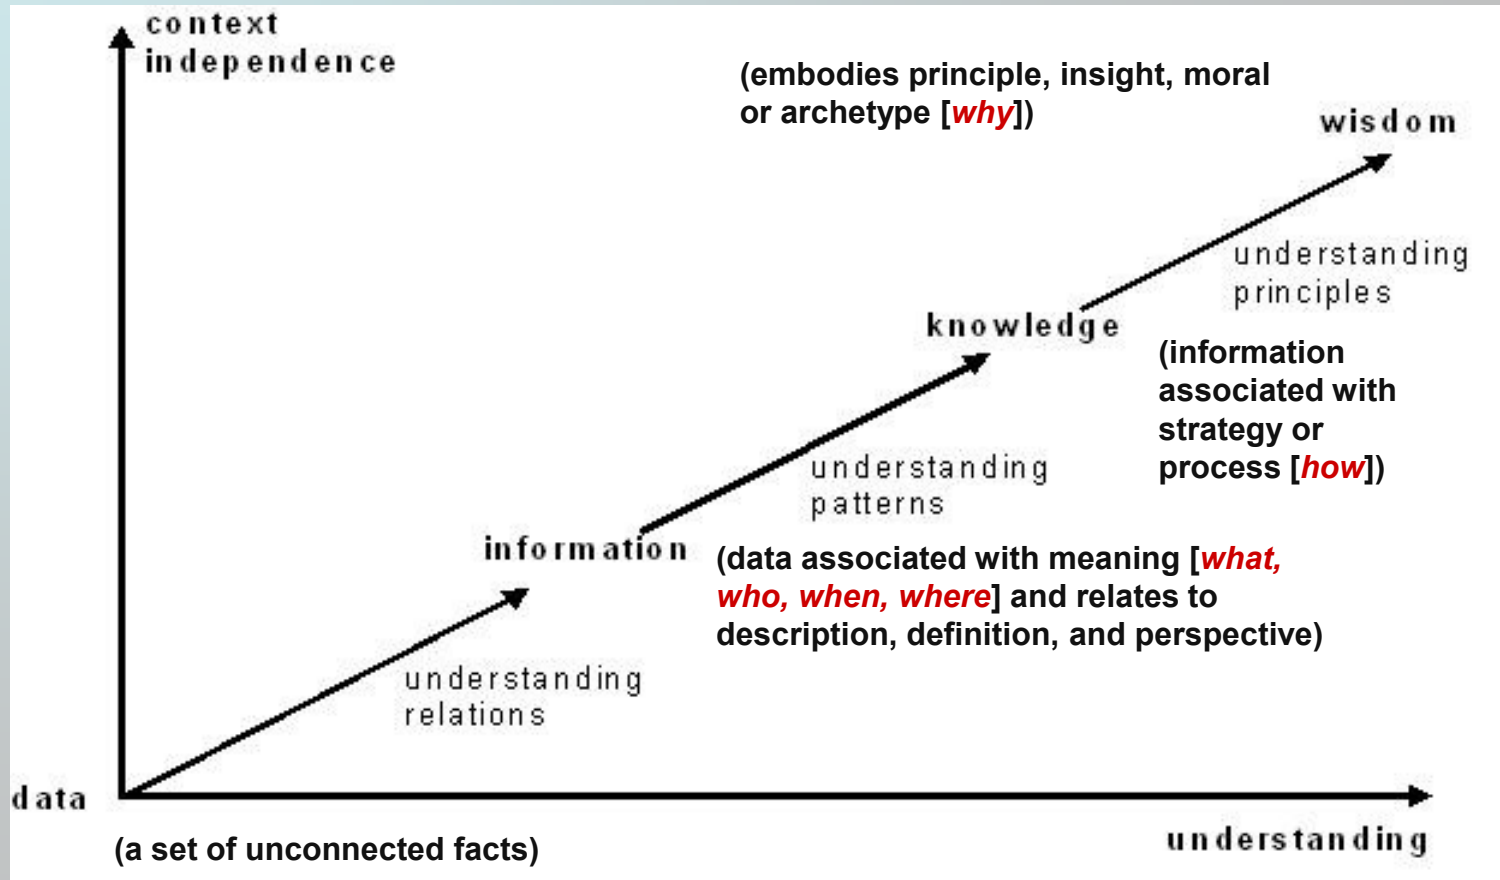 context
independence
(embodies principle, insight, moral
or archetype [why])
wisdom
understanding
principles
knowledge
(information
associated with
strategy or
process [how])
understanding
patterns
information
(data associated with meaning [what,
who, when, where] and relates to
description, definition, and perspective)
understanding
relations
data
(a set of unconnected facts)
understanding